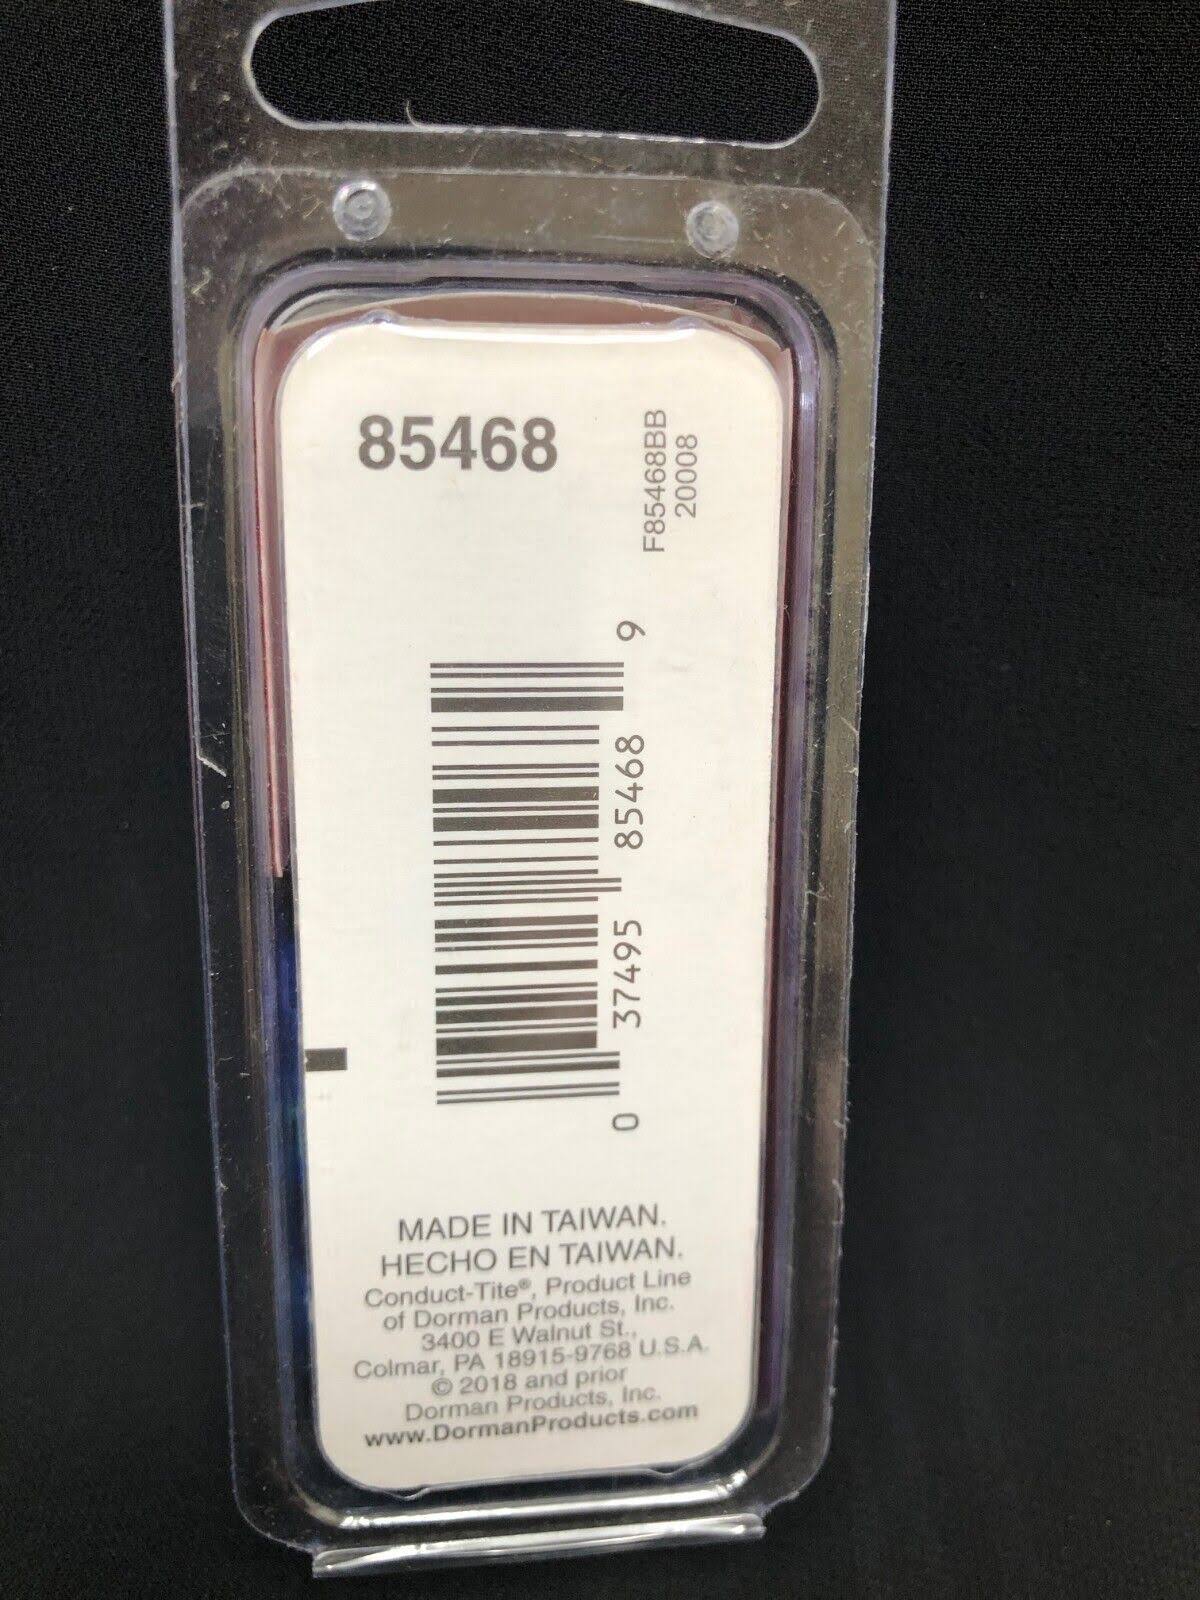 85468
F85468BB
20008
0 37495 85468 9
MADE IN TAIWAN.
HECHO EN TAIWAN.
Conduct-Tite®, Product Line
of Dorman Products, Inc.
3400 E Walnut St.,
Colmar, PA 18915-9768 U.S.A.
© 2018 and prior
Dorman Products, Inc.
www.DormanProducts.com